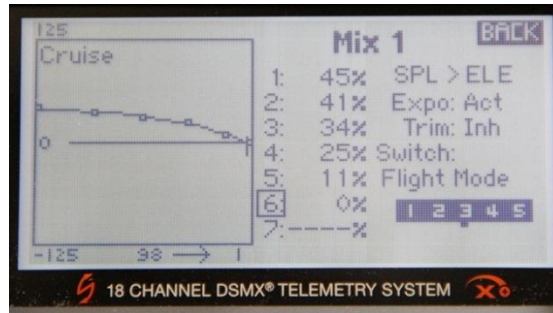 125
Cruise
0
-125 98 → 1
Mix 1
BACK
1: 45% SPL > ELE
2: 41% Expo: Act
3: 34% Trim: Inh
4: 25% Switch:
5: 11% Flight Mode
6: 0% 1 2 3 4 5
7:----%
18 CHANNEL DSMX® TELEMETRY SYSTEM